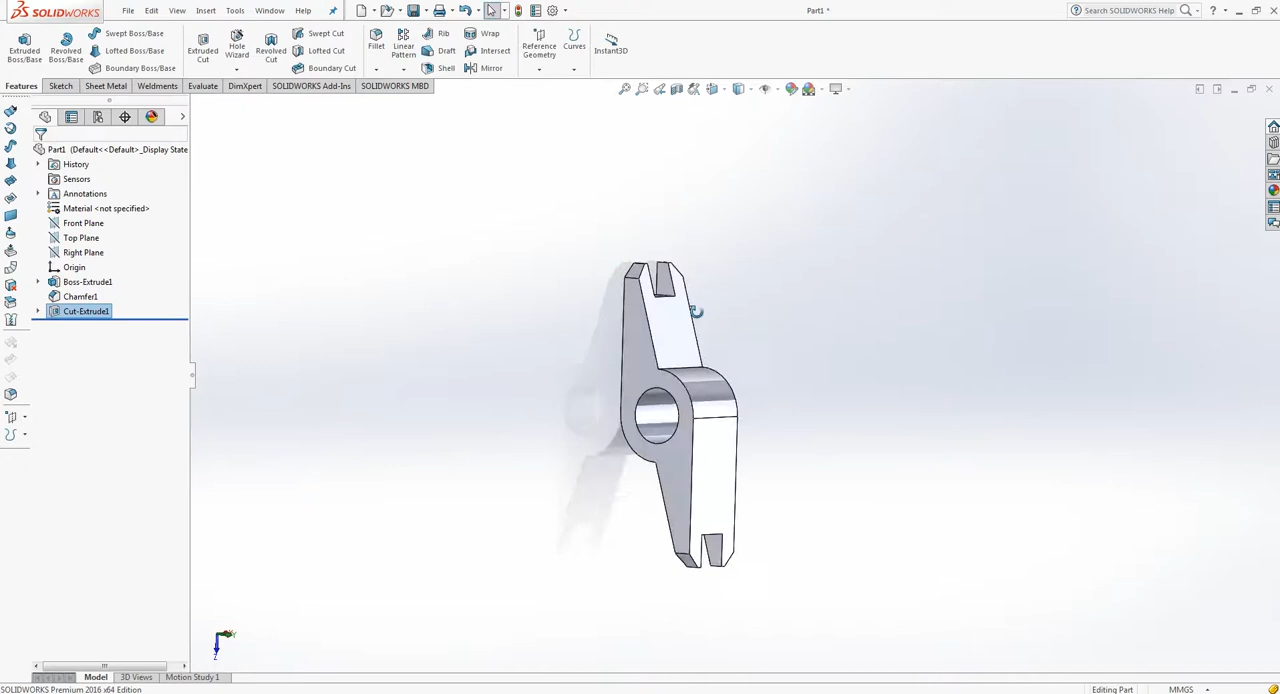 SOLIDWORKS File Edit View Insert Tools Window Help Part1 * Search SOLIDWORKS Help
Extruded Boss/Base Revolved Boss/Base Swept Boss/Base Lofted Boss/Base Boundary Boss/Base Extruded Cut Hole Wizard Revolved Cut Swept Cut Lofted Cut Boundary Cut Fillet Linear Pattern Rib Draft Shell Wrap Intersect Mirror Reference Geometry Curves Instant3D
Features Sketch Sheet Metal Weldments Evaluate DimXpert SOLIDWORKS Add-Ins SOLIDWORKS MBD
Part1 (Default<<Default>_Display State
History
Sensors
Annotations
Material <not specified>
Front Plane
Top Plane
Right Plane
Origin
Boss-Extrude1
Chamfer1
Cut-Extrude1
Model 3D Views Motion Study 1
SOLIDWORKS Premium 2016 x64 Edition Editing Part MMGS